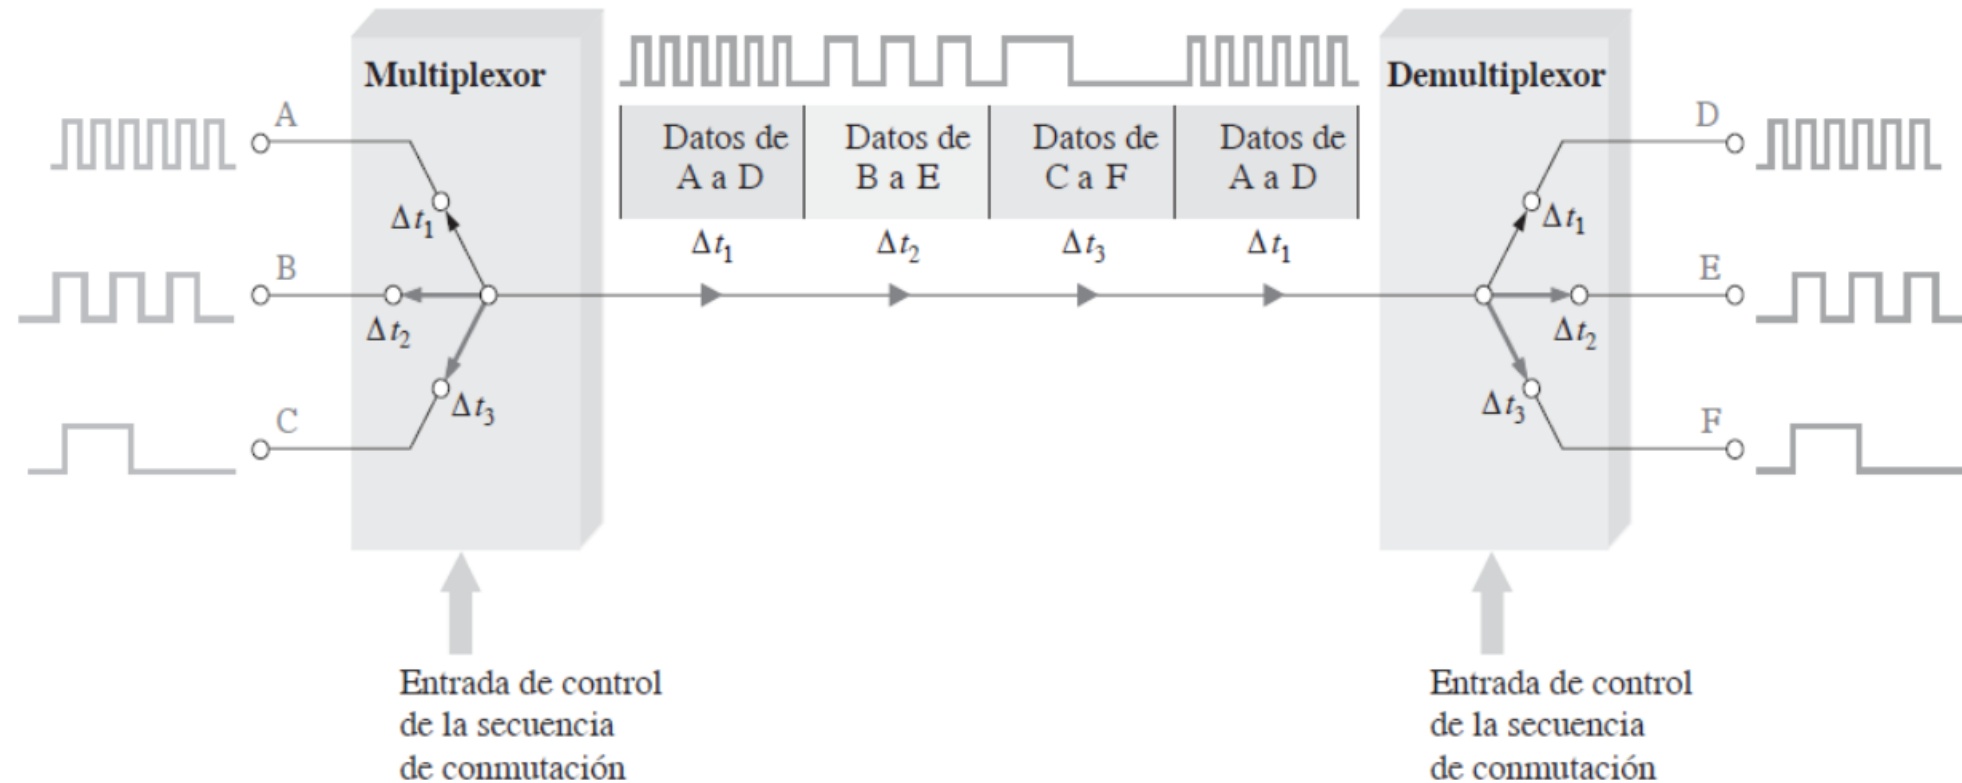 Multiplexor
Demultiplexor
A
B
C
Δt₁
Δt₂
Δt₃
Datos de
A a D
Datos de
B a E
Datos de
C a F
Datos de
A a D
Δt₁
Δt₂
Δt₃
Δt₁
D
E
F
Δt₁
Δt₂
Δt₃
Entrada de control
de la secuencia
de conmutación
Entrada de control
de la secuencia
de conmutación